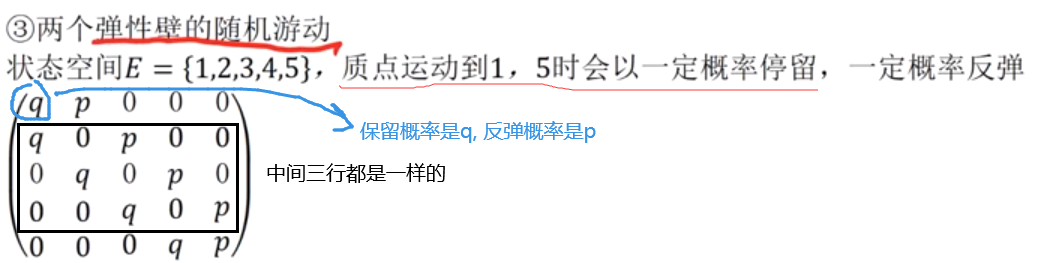 ③两个弹性壁的随机游动
状态空间E = {1,2,3,4,5}，质点运动到1，5时会以一定概率停留，一定概率反弹
q p 0 0 0
保留概率是q, 反弹概率是p
q 0 p 0 0
0 q 0 p 0
中间三行都是一样的
0 0 q 0 p
0 0 0 q p